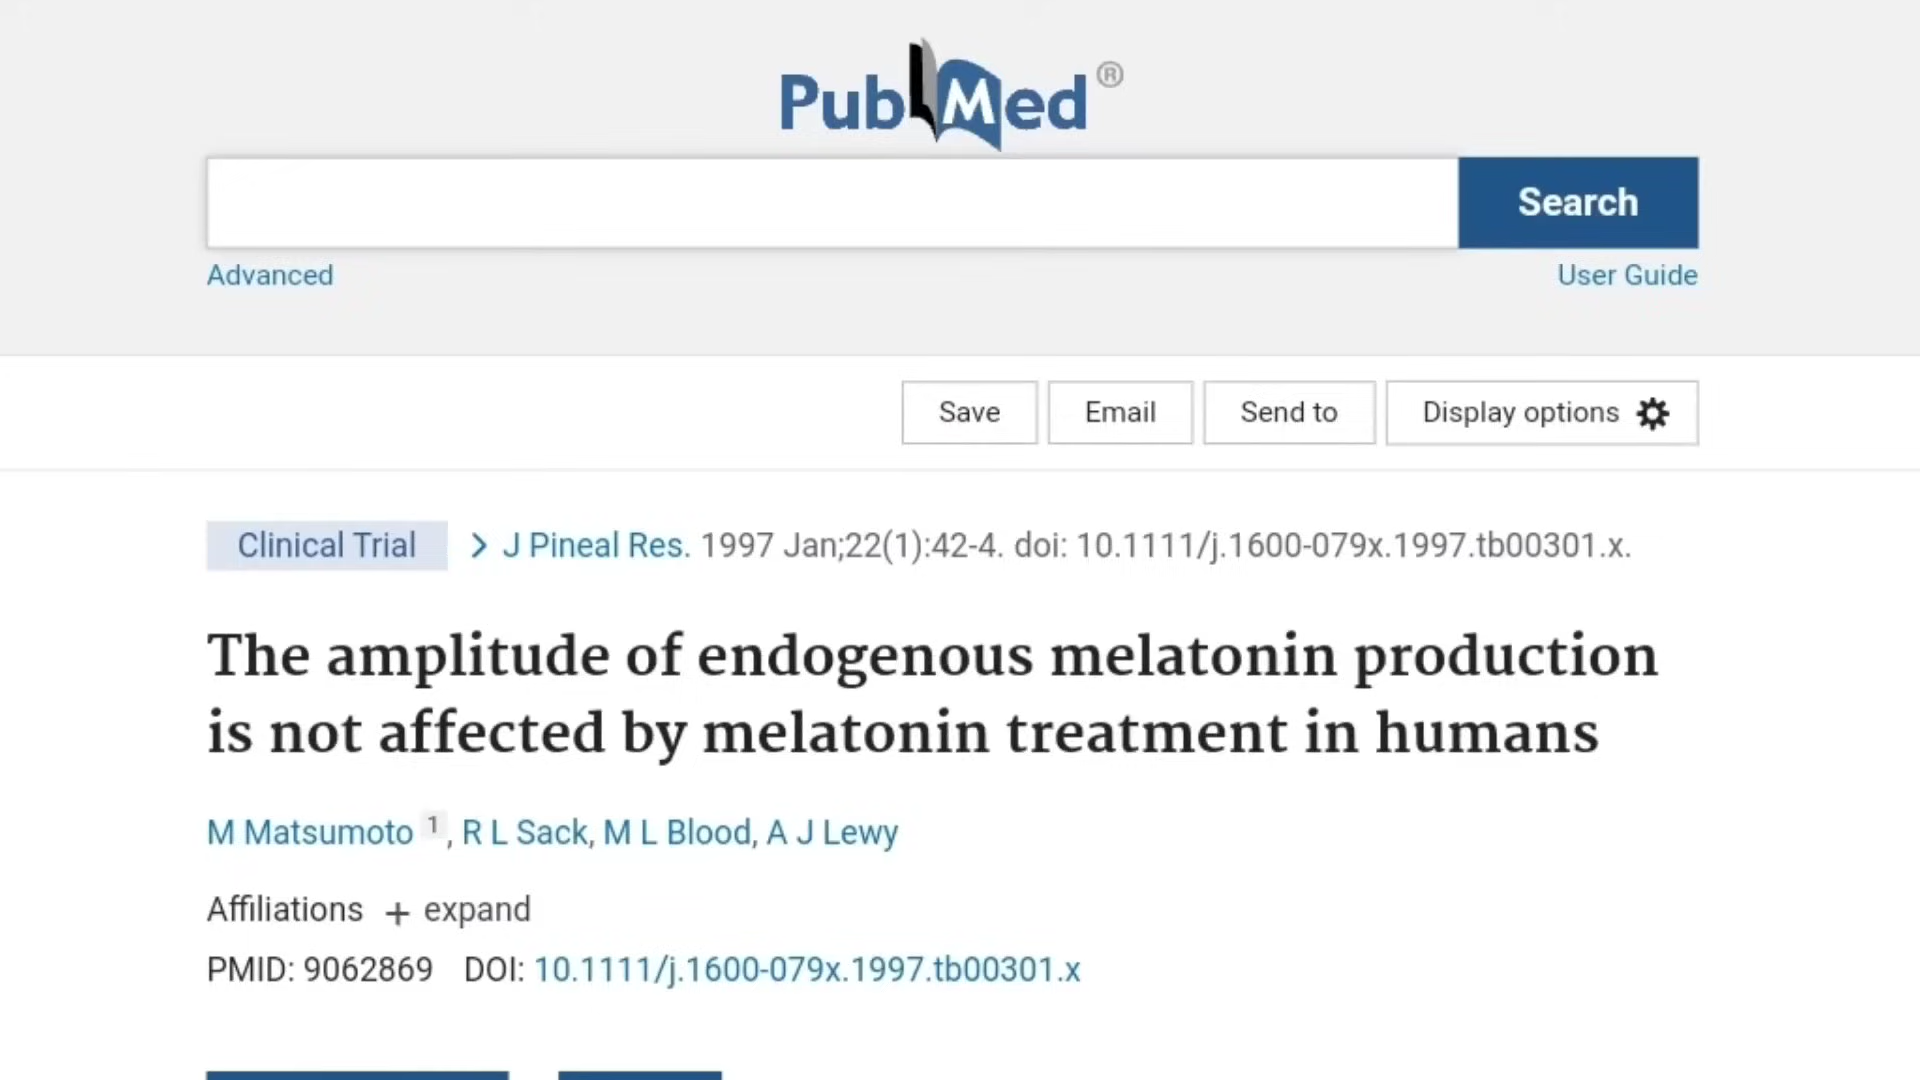 PubMed®
Search
Advanced
User Guide
Save
Email
Send to
Display options
Clinical Trial
J Pineal Res. 1997 Jan;22(1):42-4. doi: 10.1111/j.1600-079x.1997.tb00301.x.
The amplitude of endogenous melatonin production
is not affected by melatonin treatment in humans
M Matsumoto 1, R L Sack, M L Blood, A J Lewy
Affiliations + expand
PMID: 9062869 DOI: 10.1111/j.1600-079x.1997.tb00301.x